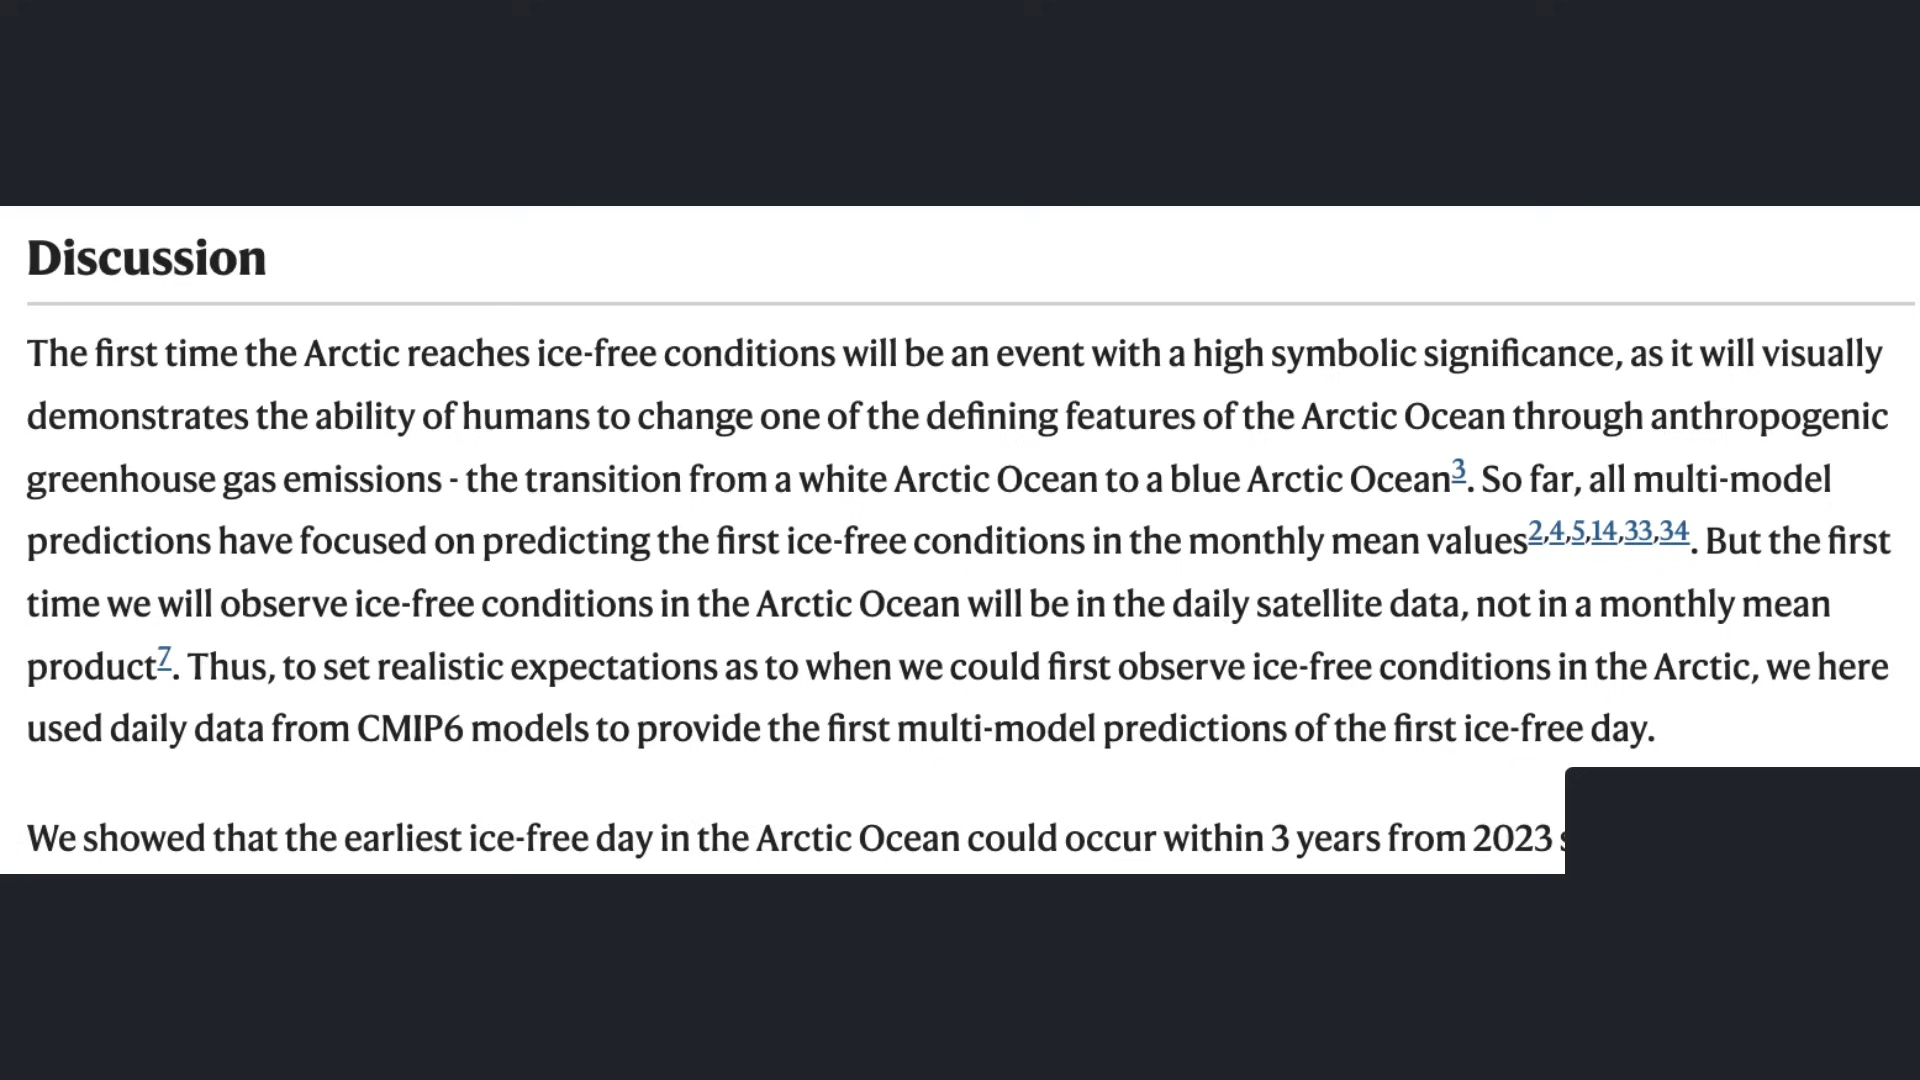 Discussion
The first time the Arctic reaches ice-free conditions will be an event with a high symbolic significance, as it will visually
demonstrates the ability of humans to change one of the defining features of the Arctic Ocean through anthropogenic
greenhouse gas emissions - the transition from a white Arctic Ocean to a blue Arctic Ocean3. So far, all multi-model
predictions have focused on predicting the first ice-free conditions in the monthly mean values2,4,5,14,33,34. But the first
time we will observe ice-free conditions in the Arctic Ocean will be in the daily satellite data, not in a monthly mean
product7. Thus, to set realistic expectations as to when we could first observe ice-free conditions in the Arctic, we here
used daily data from CMIP6 models to provide the first multi-model predictions of the first ice-free day.
We showed that the earliest ice-free day in the Arctic Ocean could occur within 3 years from 2023